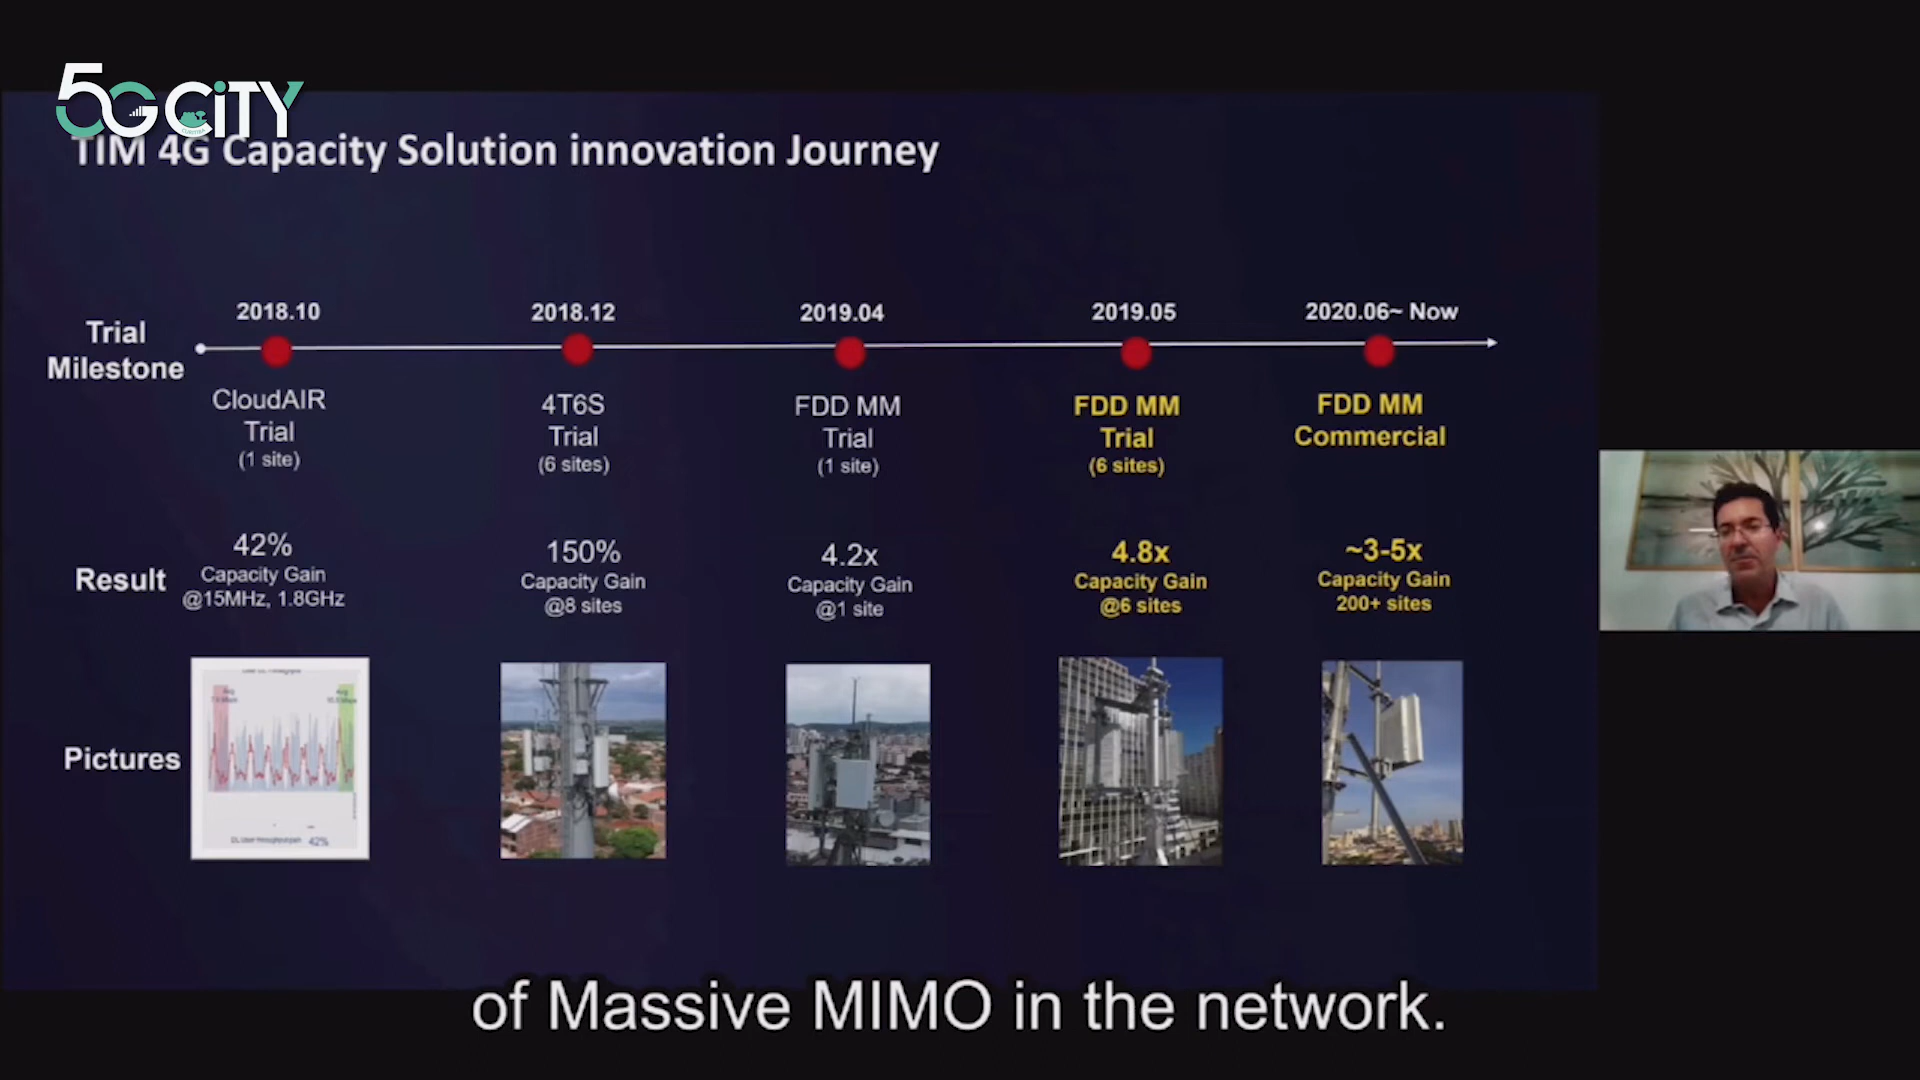 5GCiTY
CURITIBA
TIM 4G Capacity Solution innovation Journey
Trial
Milestone
2018.10
2018.12
2019.04
2019.05
2020.06~ Now
CloudAIR
Trial
(1 site)
4T6S
Trial
(6 sites)
FDD MM
Trial
(1 site)
FDD MM
Trial
(6 sites)
FDD MM
Commercial
Result
42%
Capacity Gain
@15MHz, 1.8GHz
150%
Capacity Gain
@8 sites
4.2x
Capacity Gain
@1 site
4.8x
Capacity Gain
@6 sites
~3-5x
Capacity Gain
200+ sites
Pictures
Avg
Avg
42%
of Massive MIMO in the network.